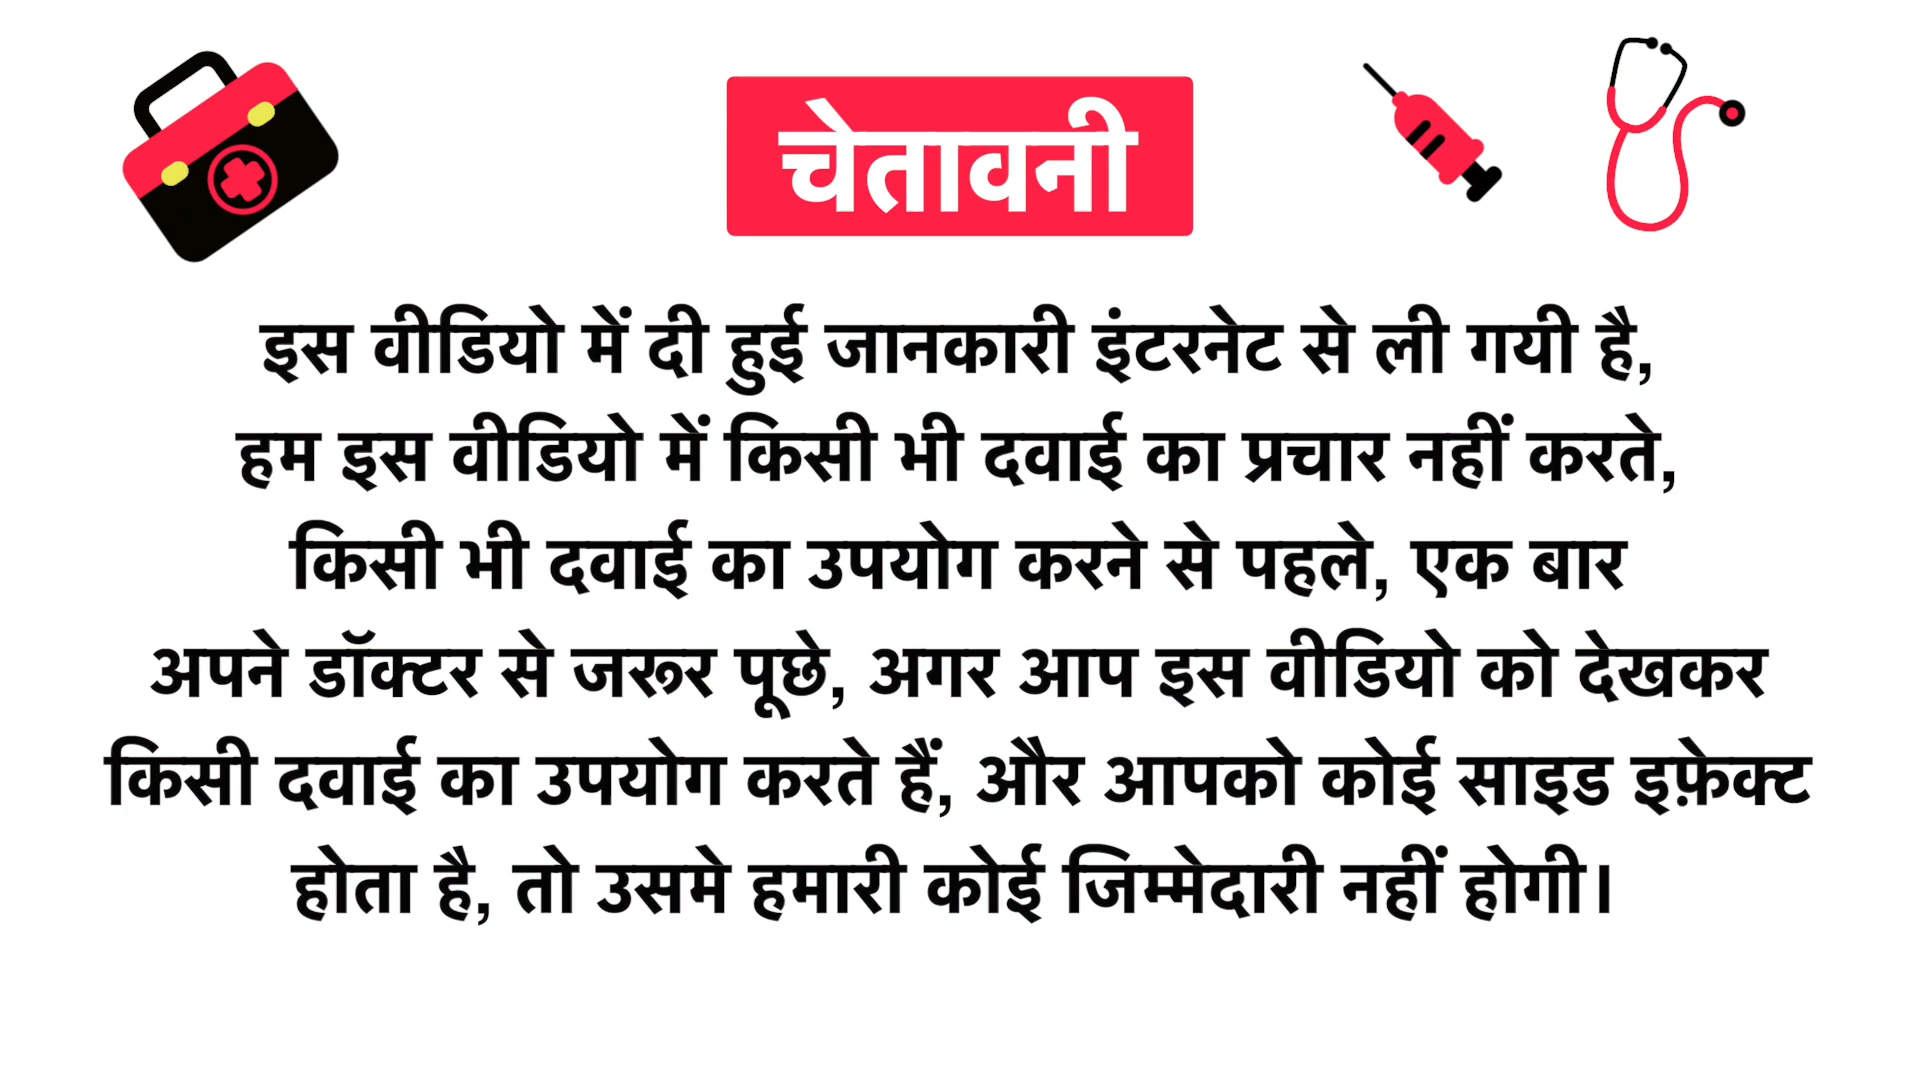 चेतावनी
इस वीडियो में दी हुई जानकारी इंटरनेट से ली गयी है,
हम इस वीडियो में किसी भी दवाई का प्रचार नहीं करते,
किसी भी दवाई का उपयोग करने से पहले, एक बार
अपने डॉक्टर से जरूर पूछे, अगर आप इस वीडियो को देखकर
किसी दवाई का उपयोग करते हैं, और आपको कोई साइड इफ़ेक्ट
होता है, तो उसमे हमारी कोई जिम्मेदारी नहीं होगी।